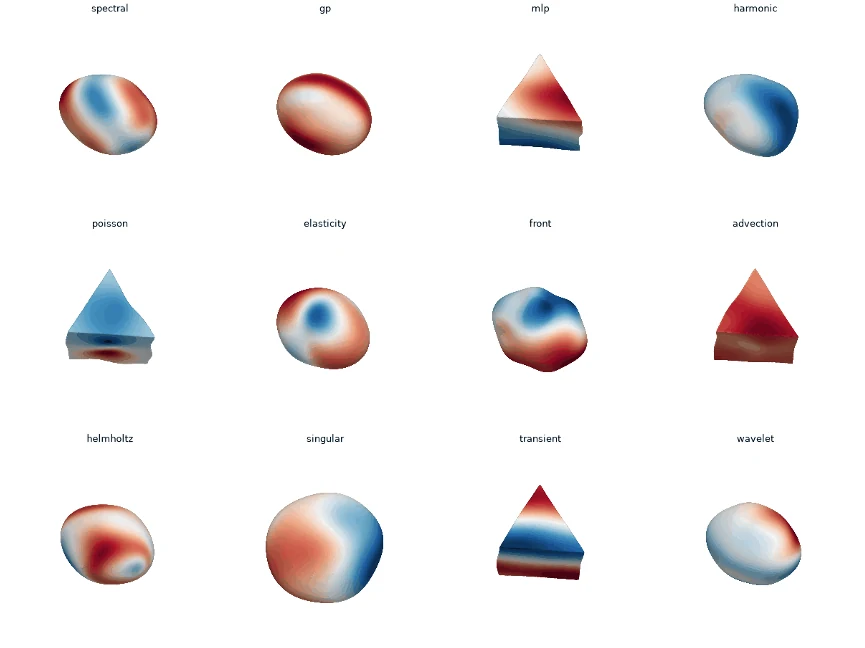 spectral gp mlp harmonic
poisson elasticity front advection
helmholtz singular transient wavelet